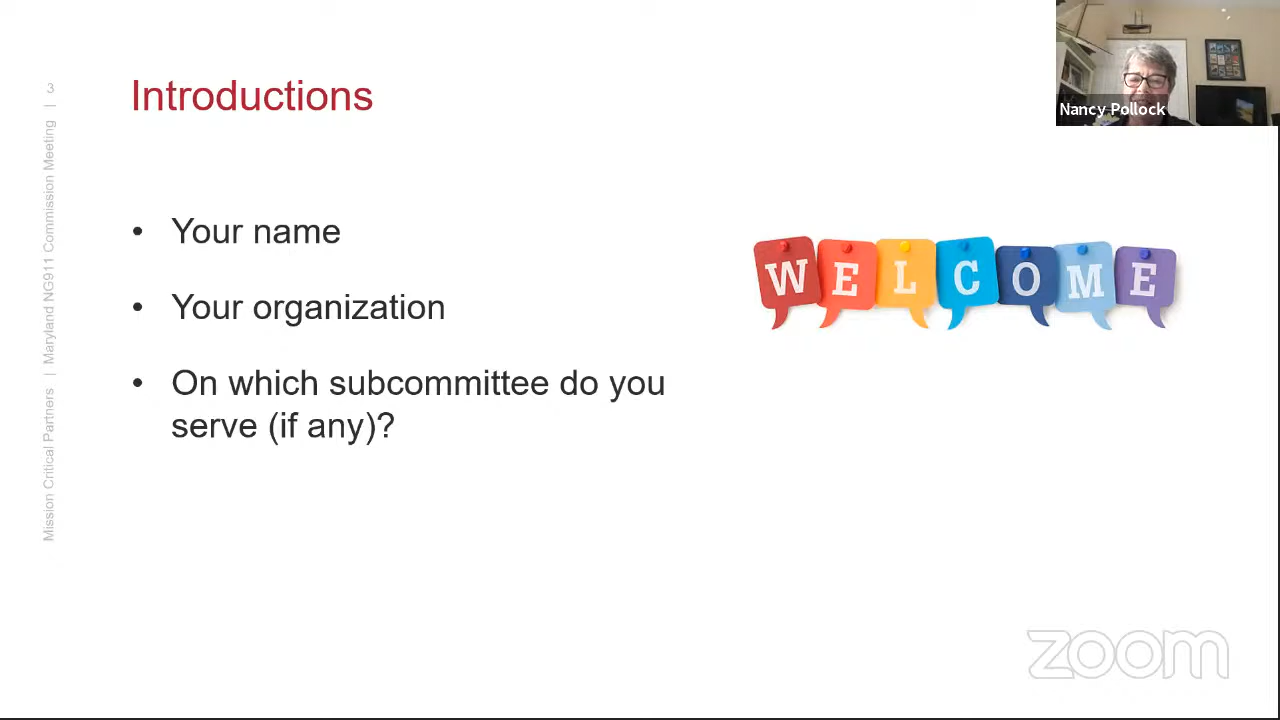 Introductions
Nancy Pollock
Mission Critical Partners | Maryland NG911 Commission Meeting | 3
• Your name
• Your organization
• On which subcommittee do you
serve (if any)?
WELCOME
zoom